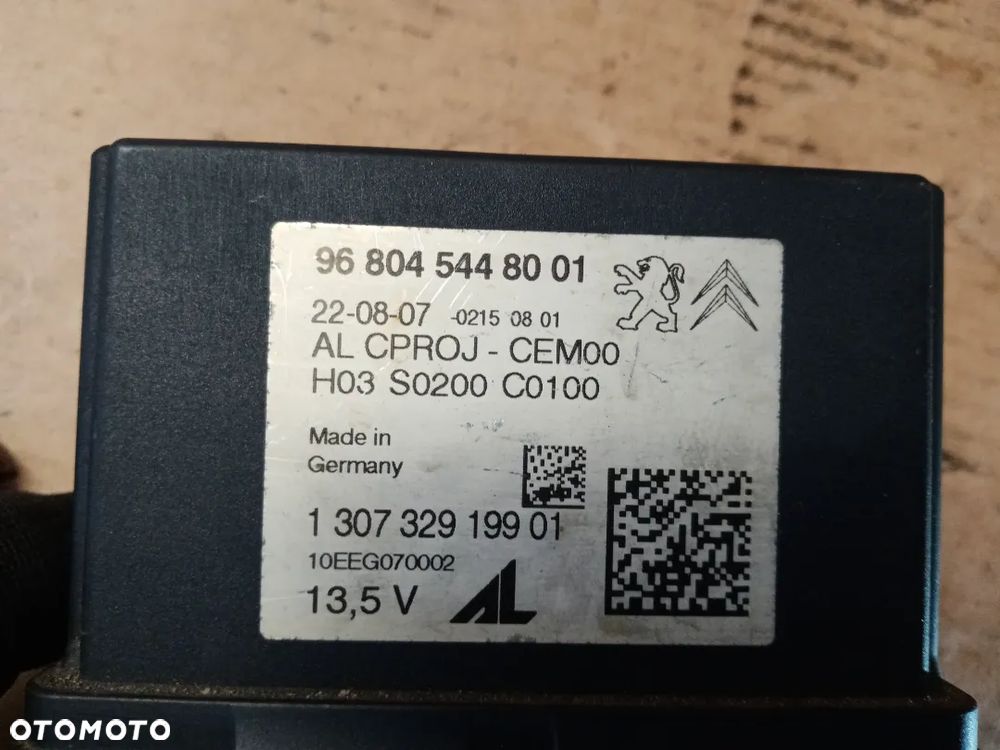 96 804 544 80 01
22-08-07 -0215 08 01
AL CPROJ - CEM00
H03 S0200 C0100
Made in
Germany
1 307 329 199 01
10EEG070002
13,5 V AL
OTOMOTO